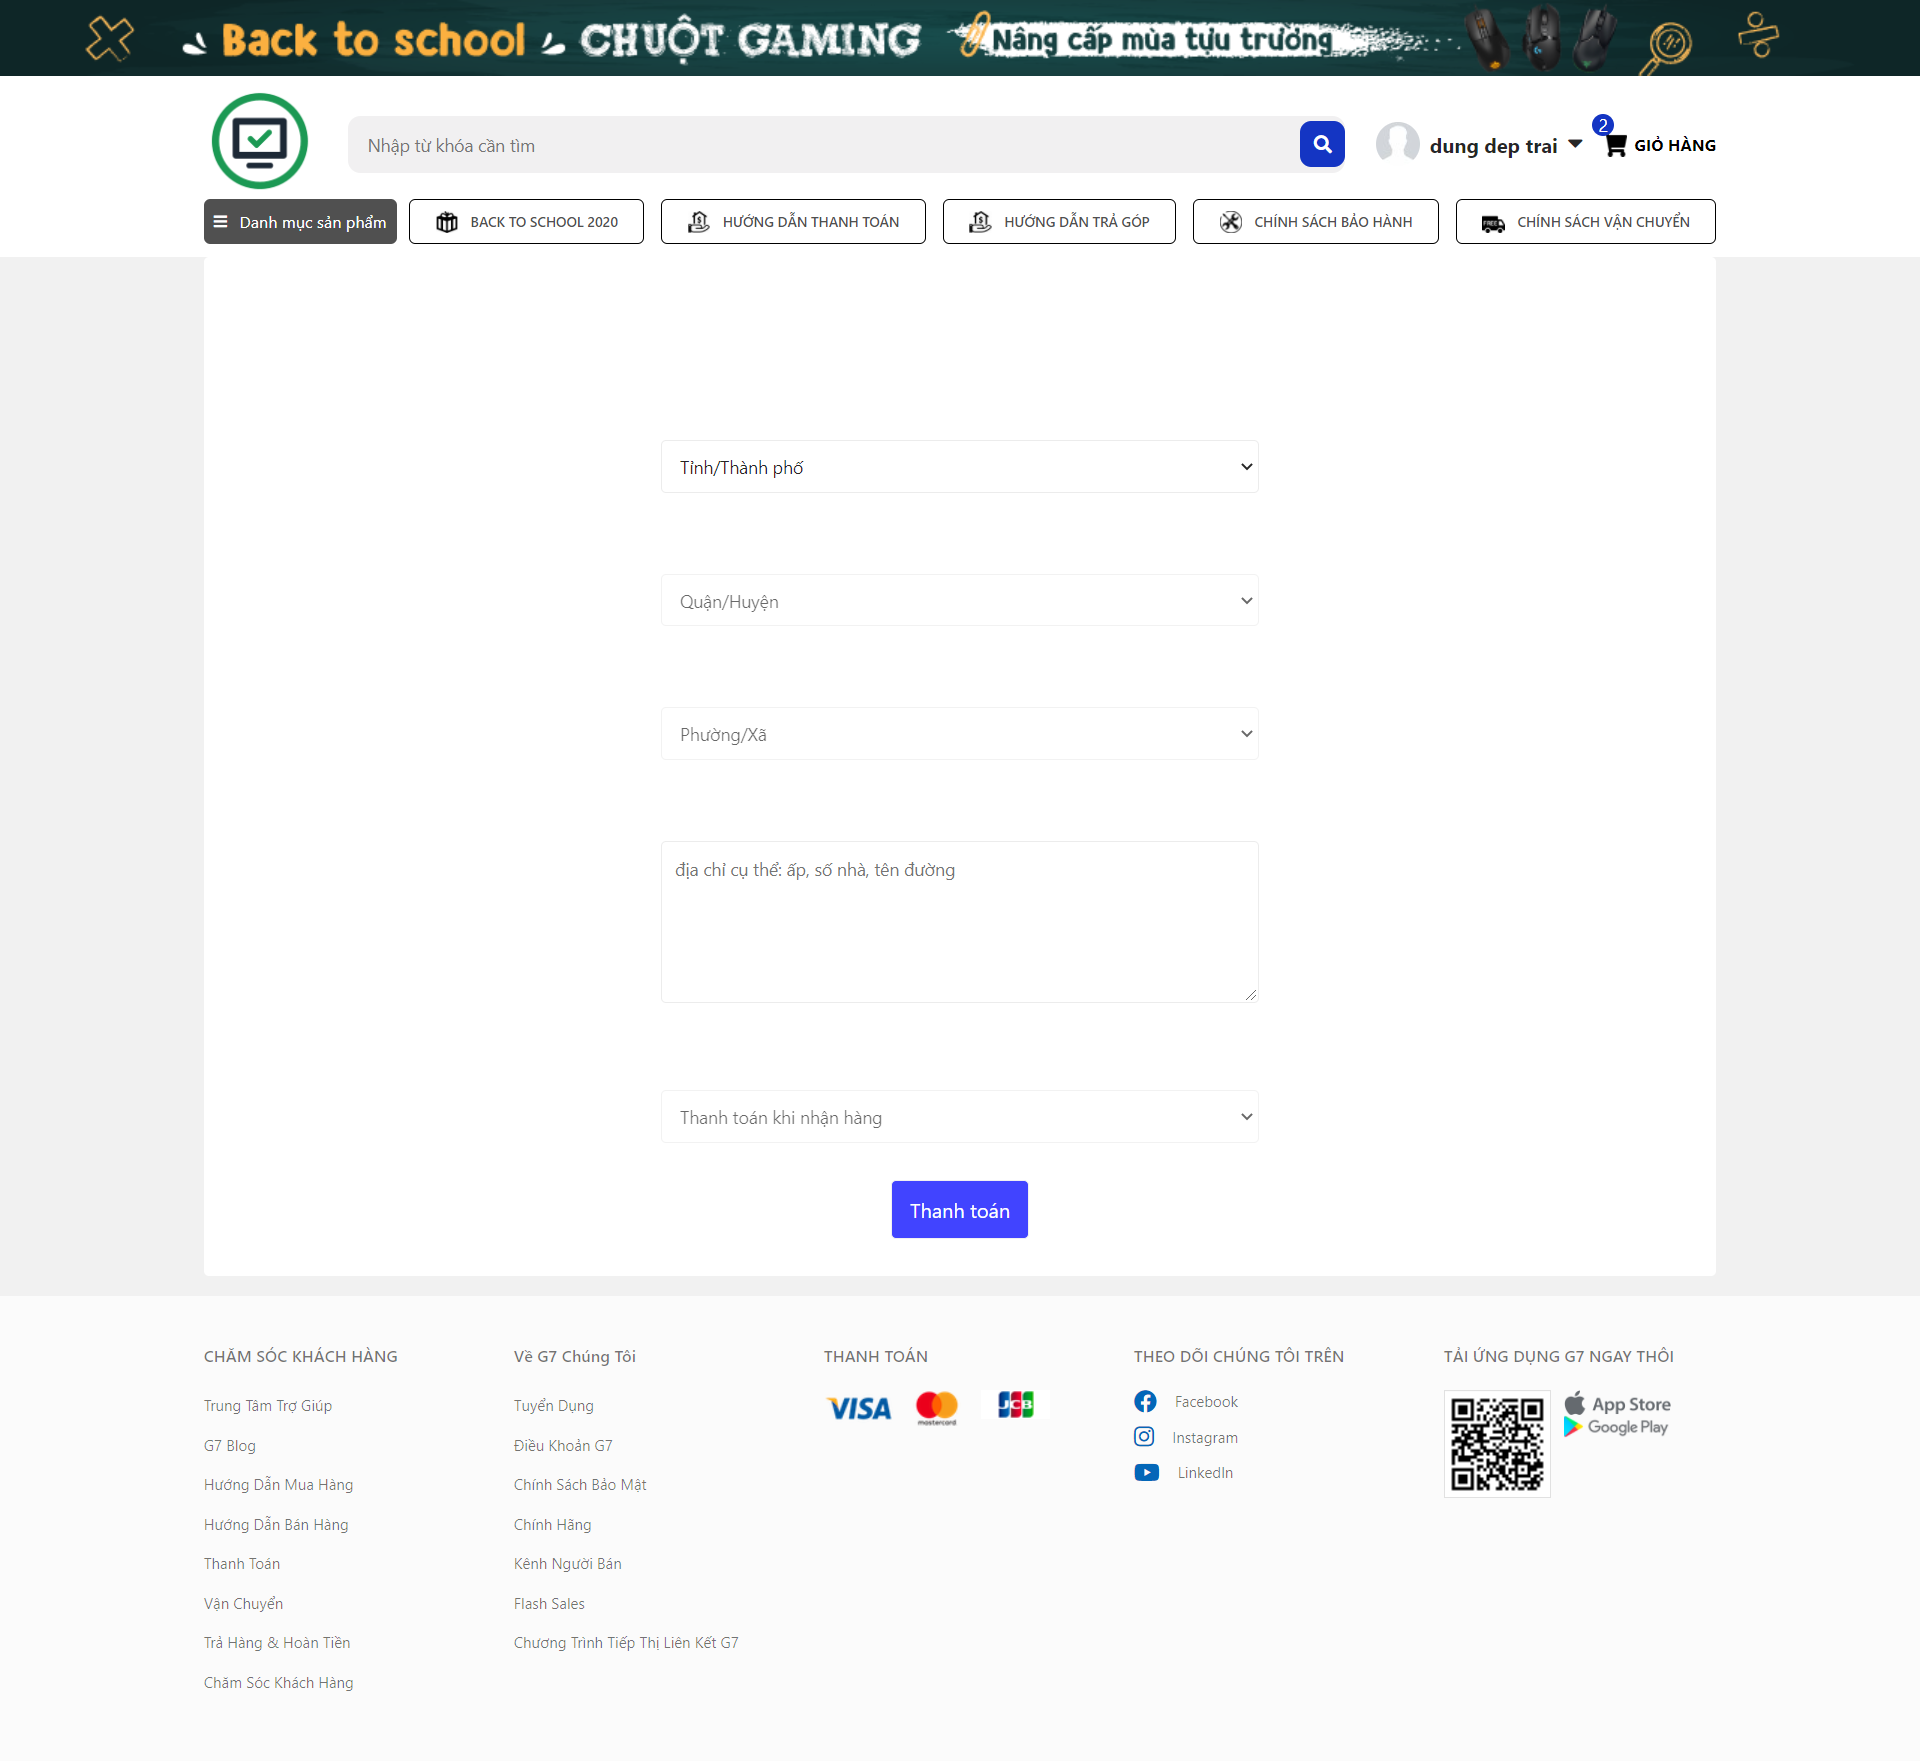 Back to school CHUỘT GAMING Nâng cấp mùa tựu trường
Nhập từ khóa cần tìm
dung dep trai
2
GIỎ HÀNG
Danh mục sản phẩm
BACK TO SCHOOL 2020
HƯỚNG DẪN THANH TOÁN
HƯỚNG DẪN TRẢ GÓP
CHÍNH SÁCH BẢO HÀNH
FREE
CHÍNH SÁCH VẬN CHUYỂN
Tỉnh/Thành phố
Quận/Huyện
Phường/Xã
địa chỉ cụ thể: ấp, số nhà, tên đường
Thanh toán khi nhận hàng
Thanh toán
CHĂM SÓC KHÁCH HÀNG
Trung Tâm Trợ Giúp
G7 Blog
Hướng Dẫn Mua Hàng
Hướng Dẫn Bán Hàng
Thanh Toán
Vận Chuyển
Trả Hàng & Hoàn Tiền
Chăm Sóc Khách Hàng
Về G7 Chúng Tôi
Tuyển Dụng
Điều Khoản G7
Chính Sách Bảo Mật
Chính Hãng
Kênh Người Bán
Flash Sales
Chương Trình Tiếp Thị Liên Kết G7
THANH TOÁN
VISA
mastercard
JCB
THEO DÕI CHÚNG TÔI TRÊN
Facebook
Instagram
LinkedIn
TẢI ỨNG DỤNG G7 NGAY THÔI
App Store
Google Play